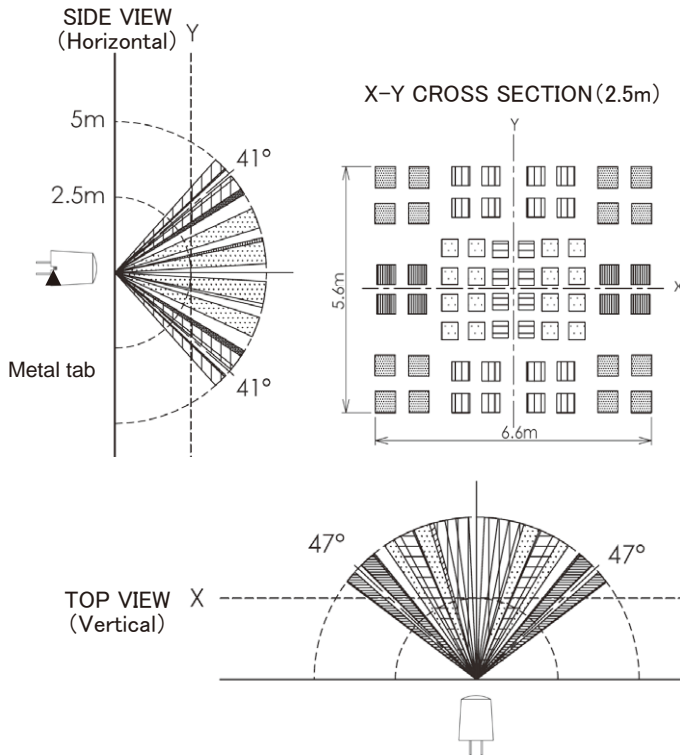 SIDE VIEW
(Horizontal)
Y
5m
41°
2.5m
Metal tab
41°
X-Y CROSS SECTION(2.5m)
Y
X
5.6m
6.6m
47°
47°
TOP VIEW
(Vertical)
X